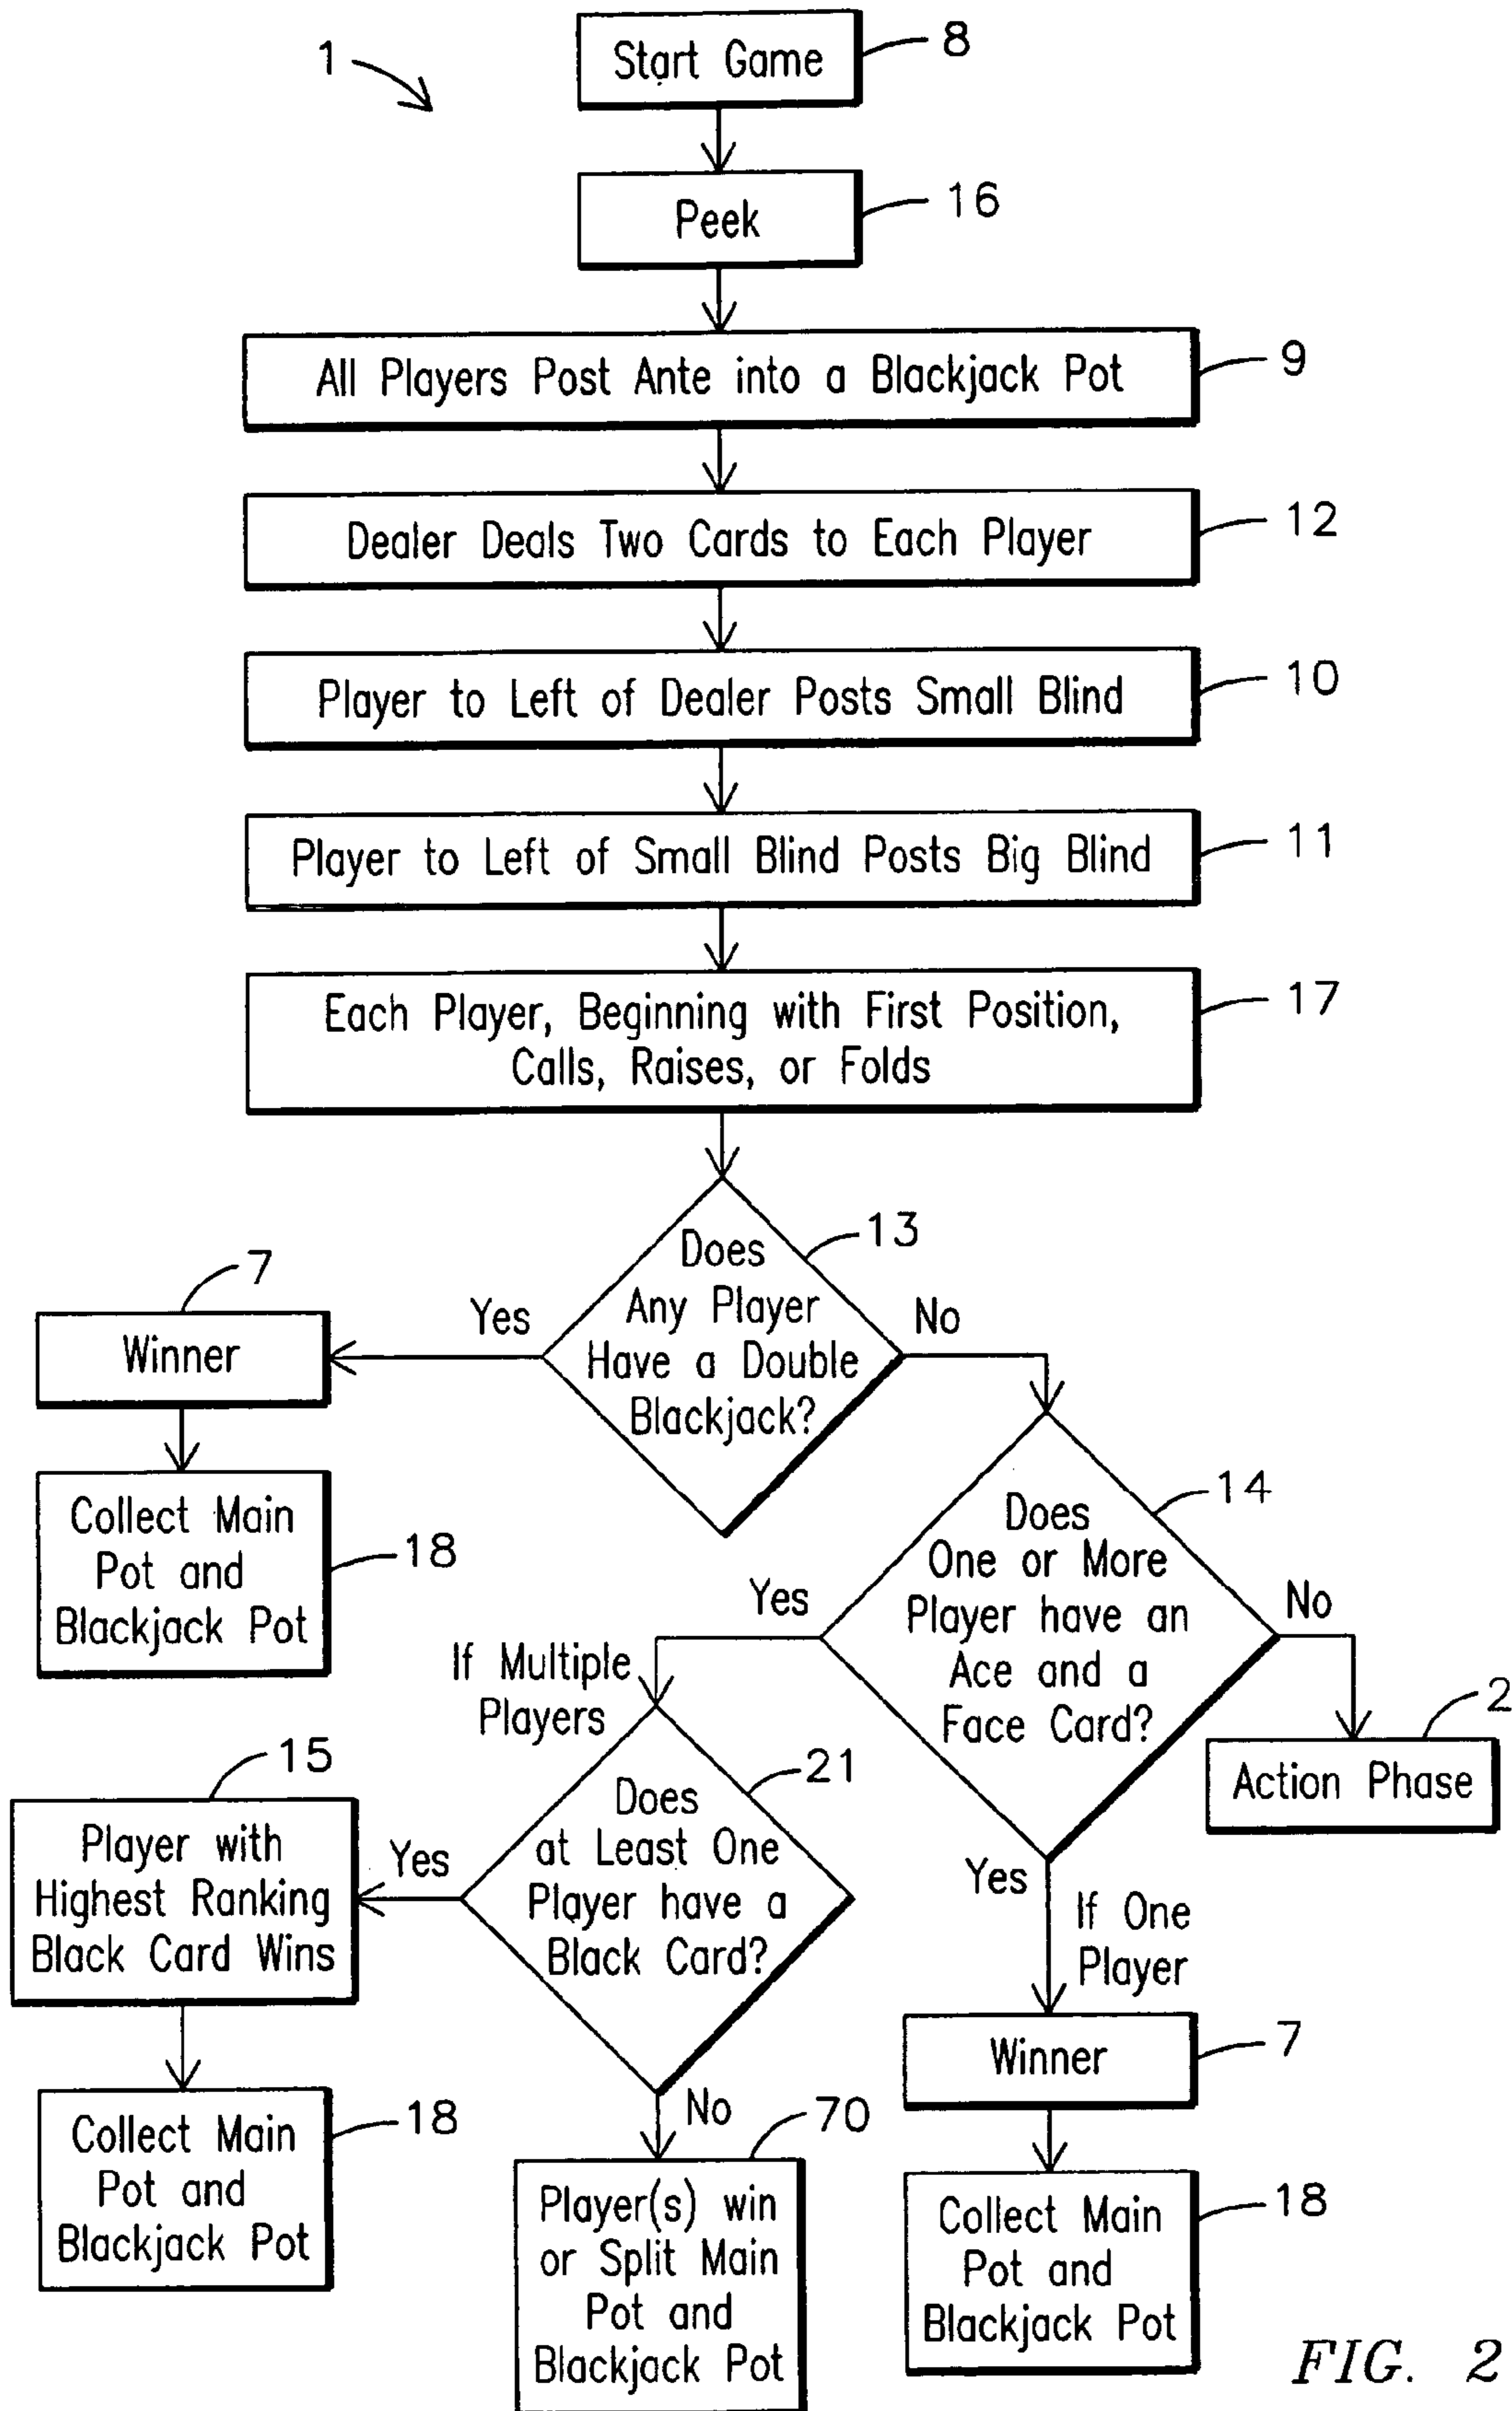 1
Start Game
8
Peek
16
All Players Post Ante into a Blackjack Pot
9
Dealer Deals Two Cards to Each Player
12
Player to Left of Dealer Posts Small Blind
10
Player to Left of Small Blind Posts Big Blind
11
Each Player, Beginning with First Position,
Calls, Raises, or Folds
17
Does
Any Player
Have a Double
Blackjack?
13
Yes
No
7
Winner
Collect Main
Pot and
Blackjack Pot
18
Does
One or More
Player have an
Ace and a
Face Card?
14
Yes
No
2
Action Phase
If Multiple
Players
Does
at Least One
Player have a
Black Card?
21
Yes
15
Player with
Highest Ranking
Black Card Wins
Collect Main
Pot and
Blackjack Pot
18
No
70
Player(s) win
or Split Main
Pot and
Blackjack Pot
Yes
If One
Player
Winner
7
Collect Main
Pot and
Blackjack Pot
18
FIG. 2